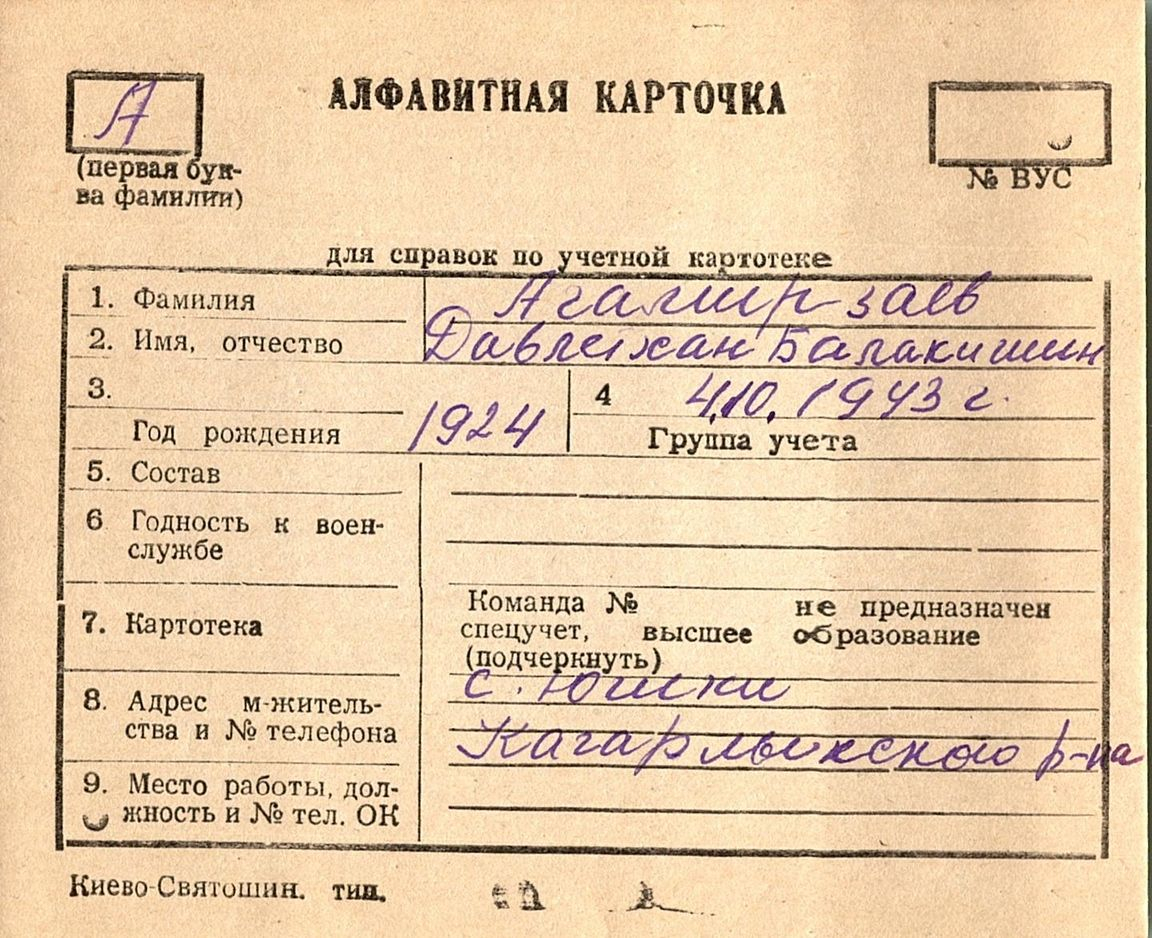 А
АЛФАВИТНАЯ КАРТОЧКА
(первая бук-
ва фамилии)
№ ВУС
для справок по учетной картотеке
1. Фамилия Агамирзаев
2. Имя, отчество Давлетхан Балакишин
3.
Год рождения 1924
4 4.10.1943 г.
Группа учета
5. Состав
6 Годность к воен-
службе
7. Картотека
Команда № не предназначен
спецучет, высшее образование
(подчеркнуть)
8. Адрес м-житель-
ства и № телефона
с. Юшки
Кагарлыкского р-на
9. Место работы, дол-
жность и № тел. ОК
Киево-Святошин. тип.